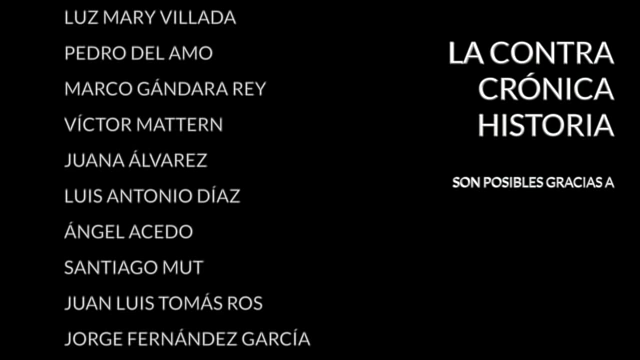 LUZ MARY VILLADA
PEDRO DEL AMO
MARCO GÁNDARA REY
VÍCTOR MATTERN
JUANA ÁLVAREZ
LUIS ANTONIO DÍAZ
ÁNGEL ACEDO
SANTIAGO MUT
JUAN LUIS TOMÁS ROS
JORGE FERNÁNDEZ GARCÍA
LA CONTRA
CRÓNICA
HISTORIA
SON POSIBLES GRACIAS A